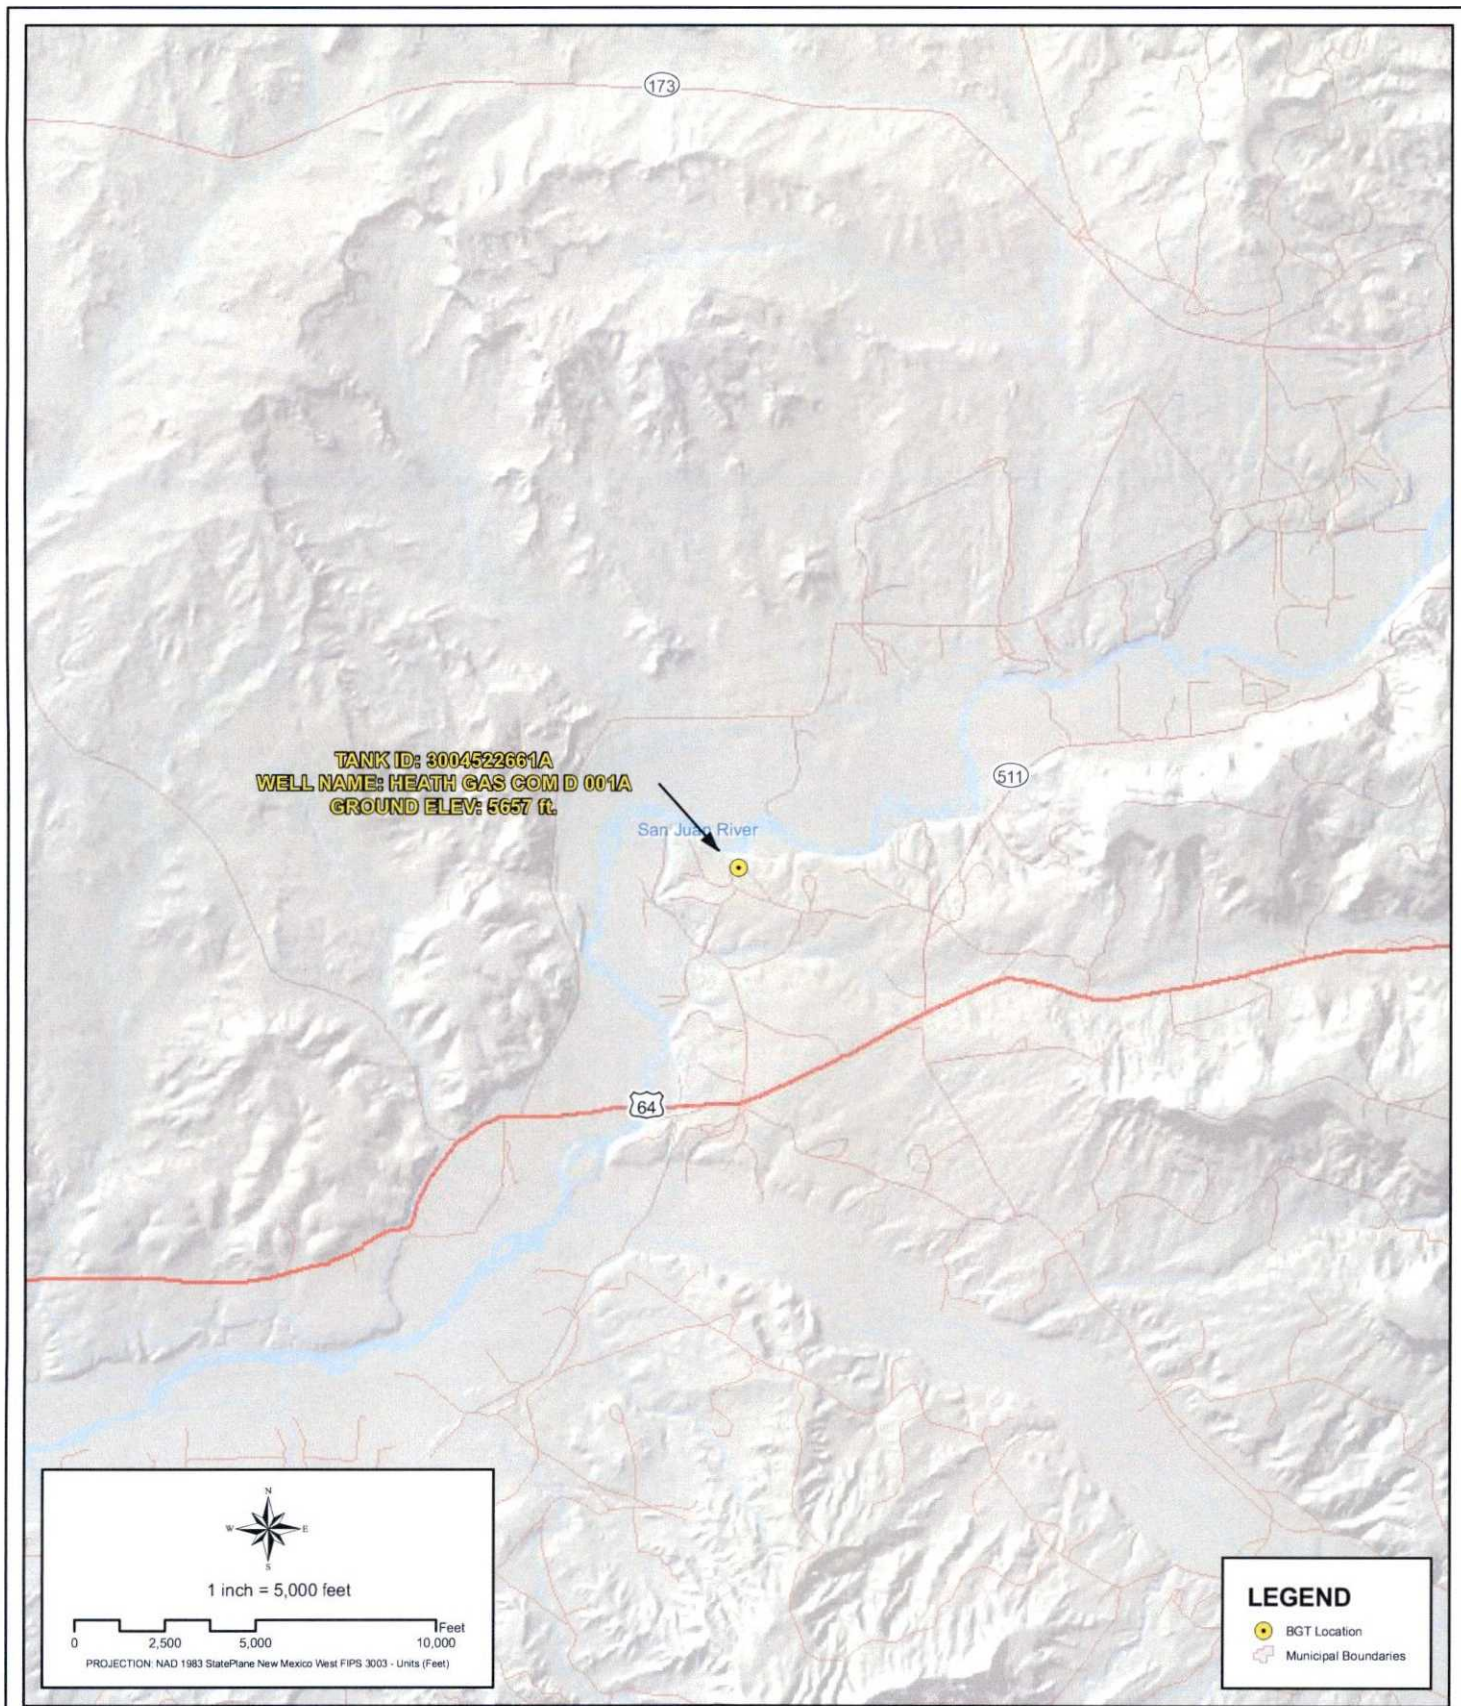 173
TANK ID: 3004522661A
WELL NAME: HEATH GAS COM D 001A
GROUND ELEV: 5657 ft.
511
San Juan River
64
N
W E
S
1 inch = 5,000 feet
Feet
0 2,500 5,000 10,000
PROJECTION: NAD 1983 StatePlane New Mexico West FIPS 3003 - Units (Feet)
LEGEND
BGT Location
Municipal Boundaries